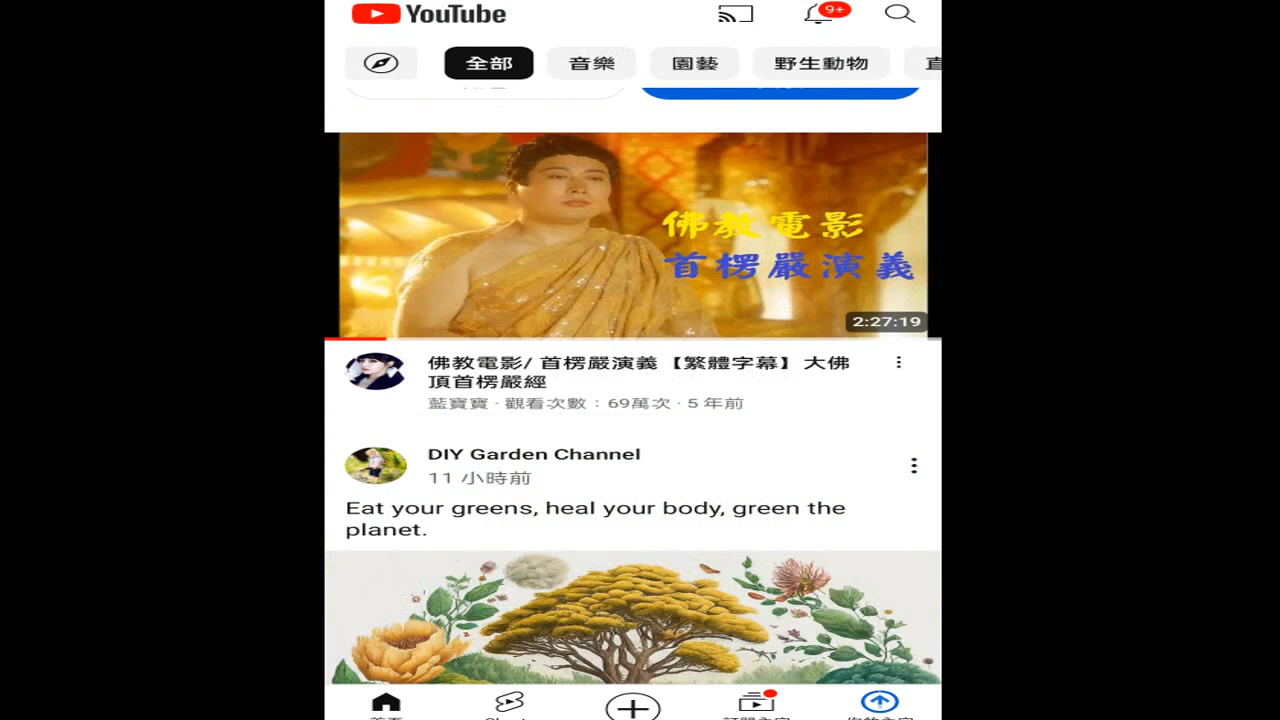 YouTube
9+
全部 音樂 園藝 野生動物
佛教電影
首楞嚴演義
2:27:19
佛教電影/ 首楞嚴演義【繁體字幕】大佛
頂首楞嚴經
藍寶寶 · 觀看次數：69萬次 · 5 年前
DIY Garden Channel
11 小時前
Eat your greens, heal your body, green the
planet.